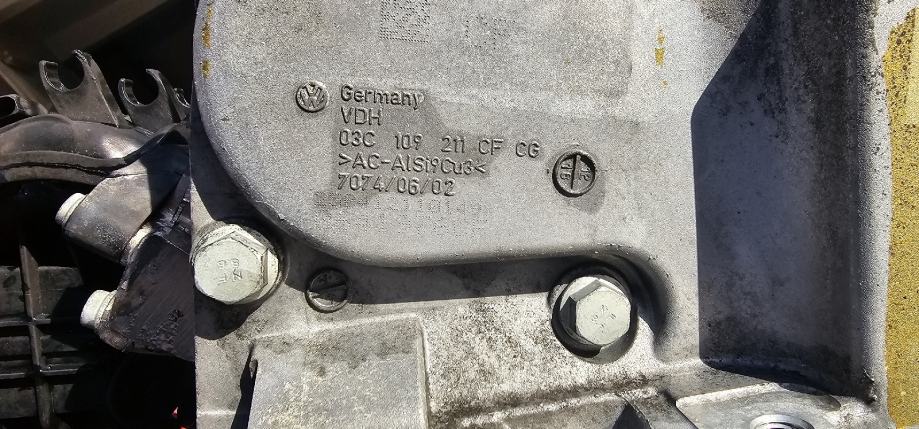 Germany
VDH
03C 109 211 CF CG
>AC-AlSi9Cu3<
7074/06/02